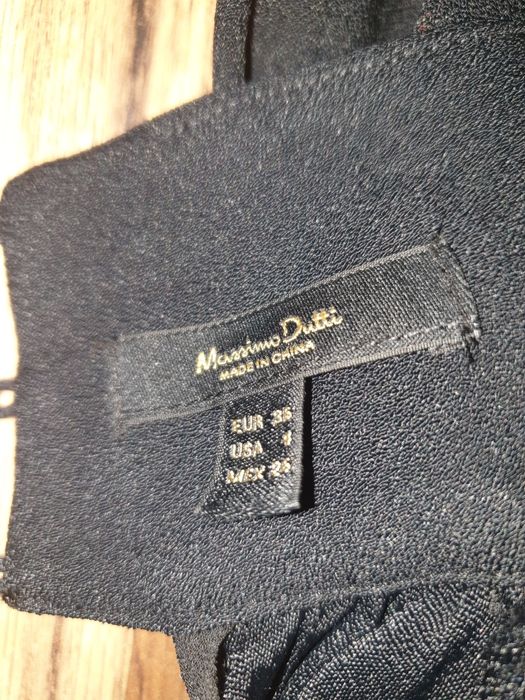 Massimo Dutti
MADE IN CHINA
EUR 36
USA 4
MEX 26